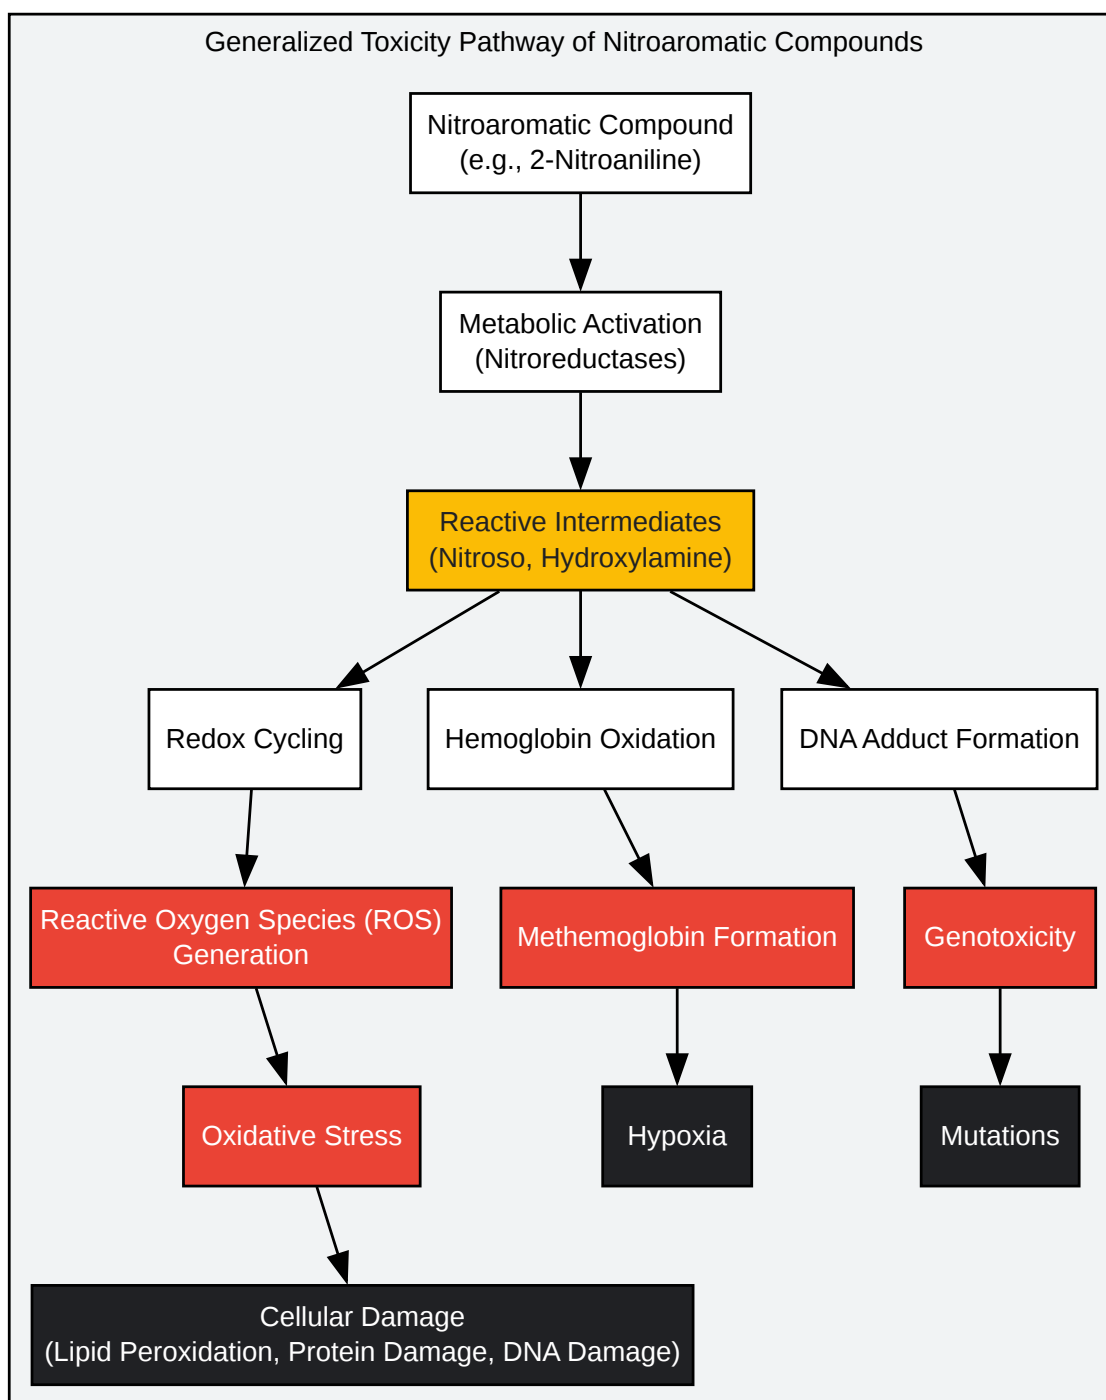 Generalized Toxicity Pathway of Nitroaromatic Compounds
Nitroaromatic Compound
(e.g., 2-Nitroaniline)
Metabolic Activation
(Nitroreductases)
Reactive Intermediates
(Nitroso, Hydroxylamine)
Redox Cycling
Hemoglobin Oxidation
DNA Adduct Formation
Reactive Oxygen Species (ROS)
Generation
Methemoglobin Formation
Genotoxicity
Oxidative Stress
Hypoxia
Mutations
Cellular Damage
(Lipid Peroxidation, Protein Damage, DNA Damage)